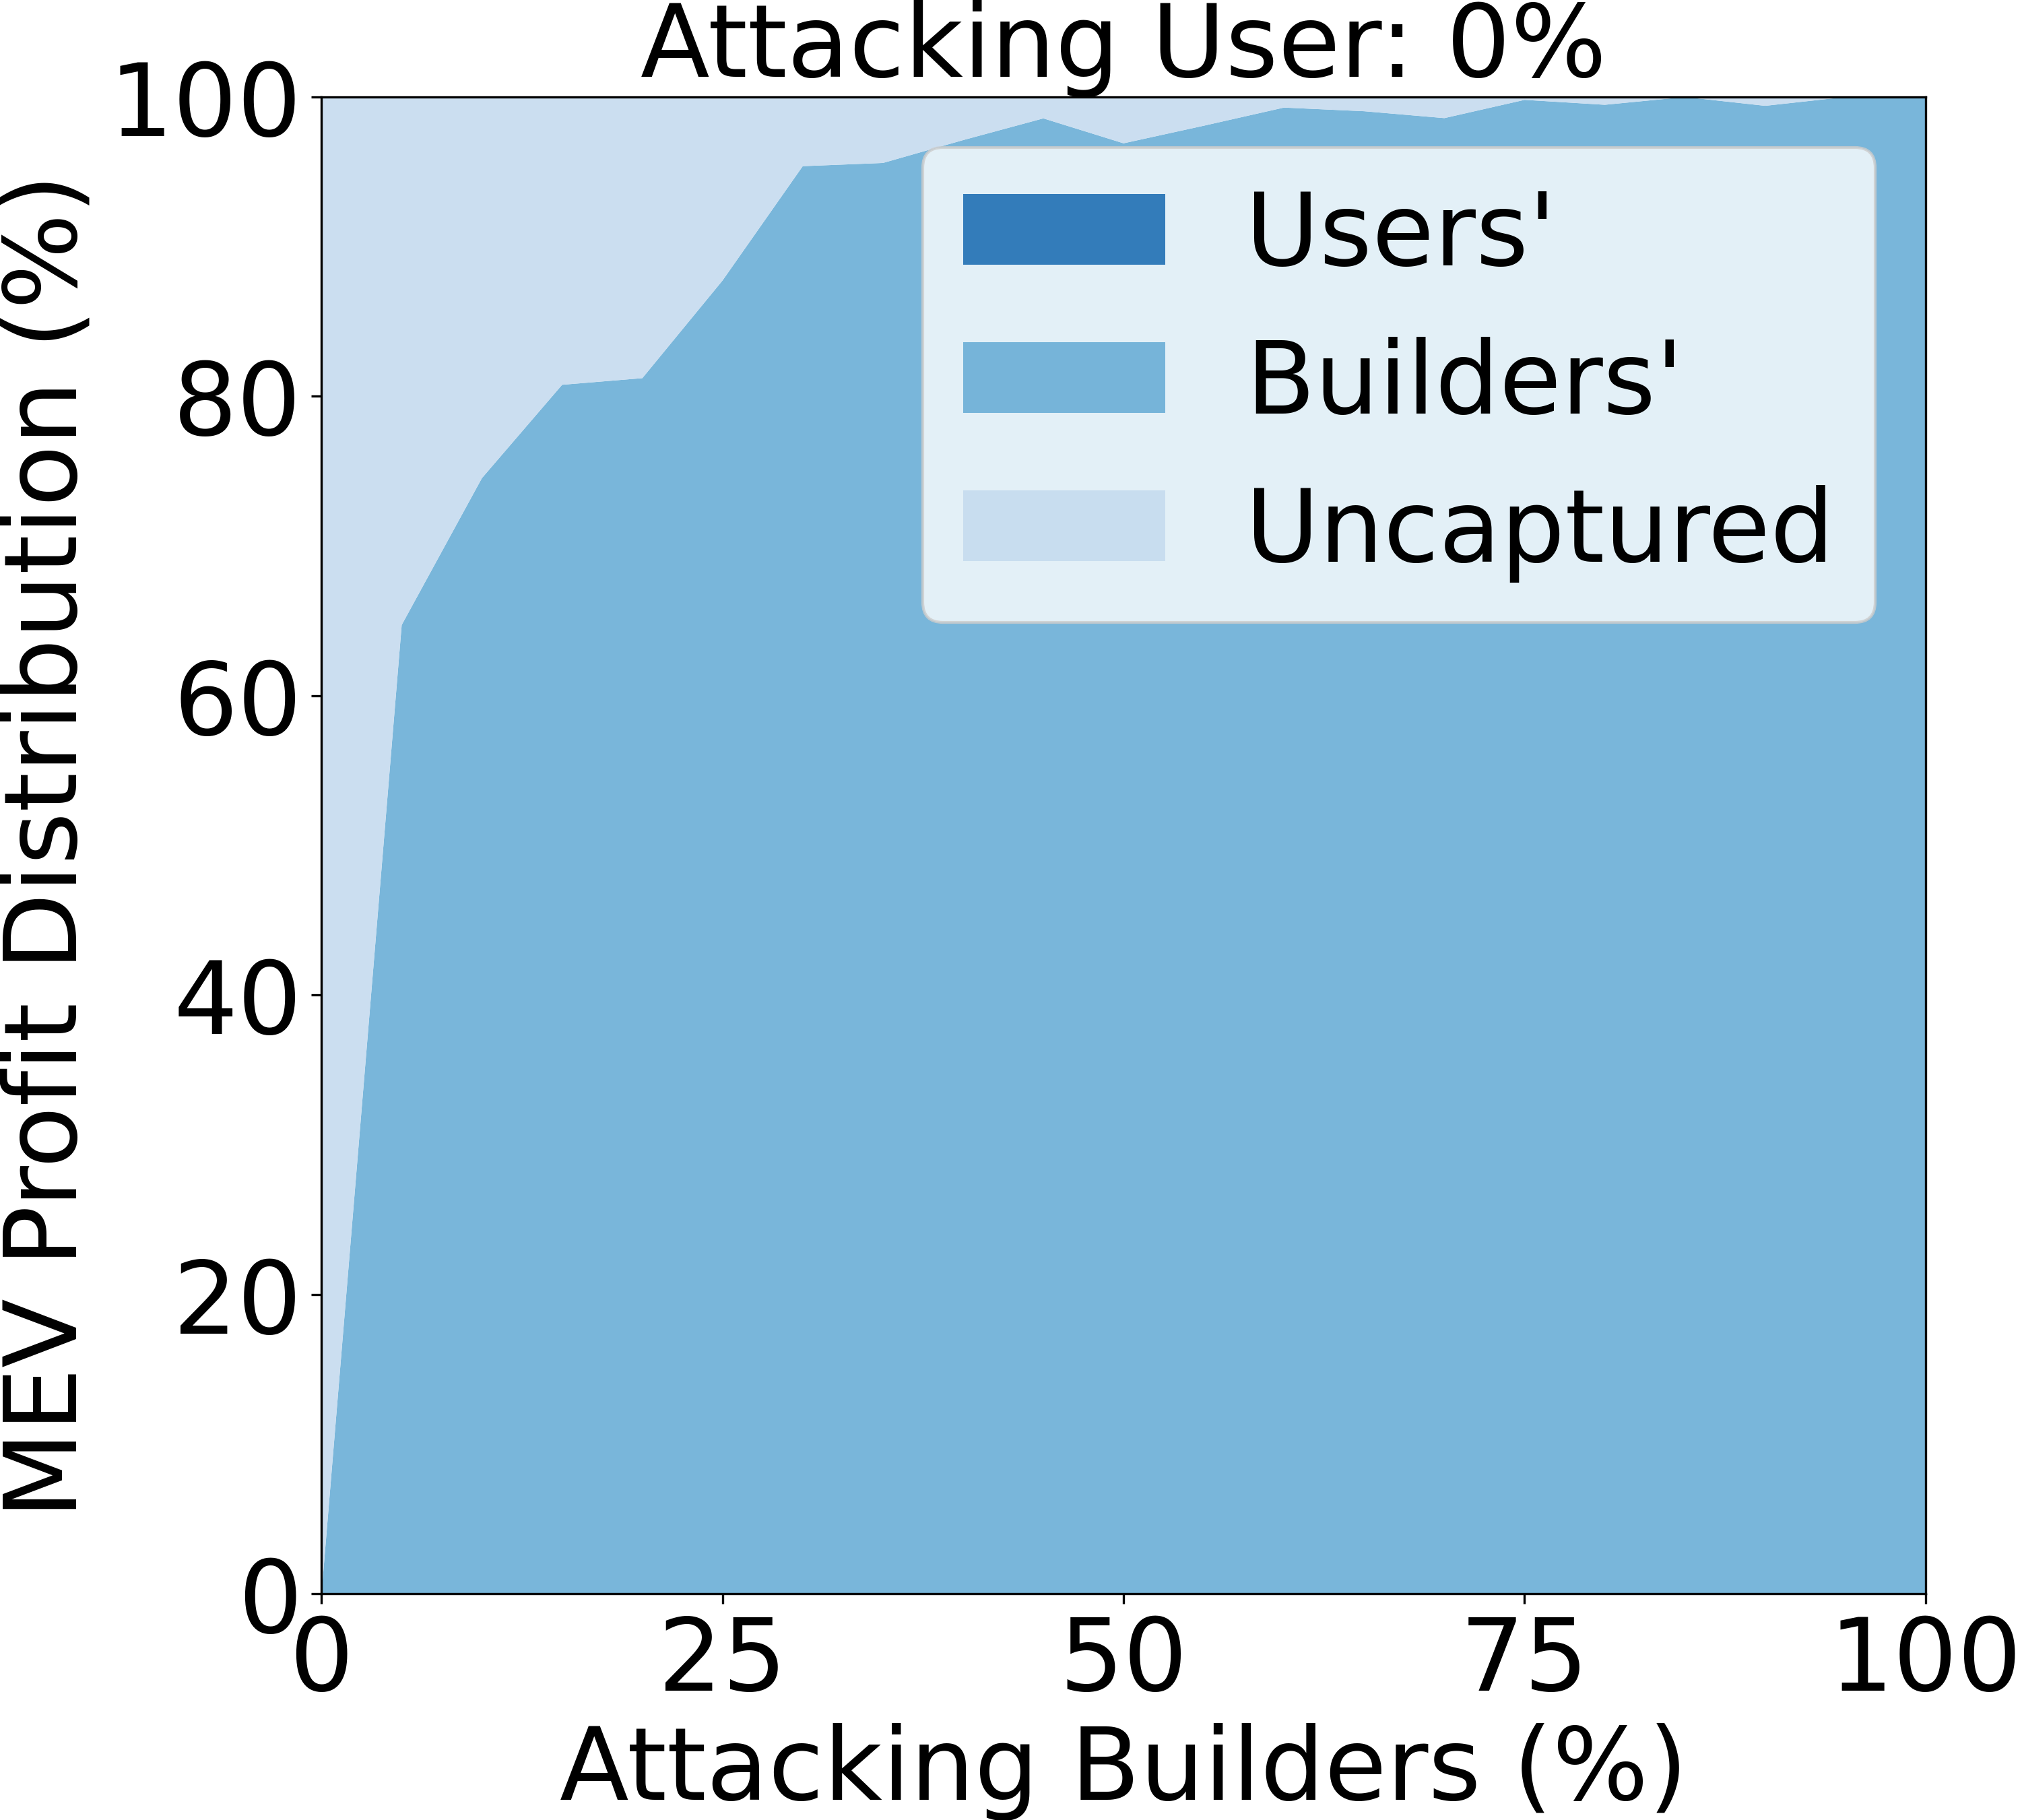 Attacking User: 0%
MEV Profit Distribution (%)
100
80
60
40
20
0
Users'
Builders'
Uncaptured
0 25 50 75 100
Attacking Builders (%)